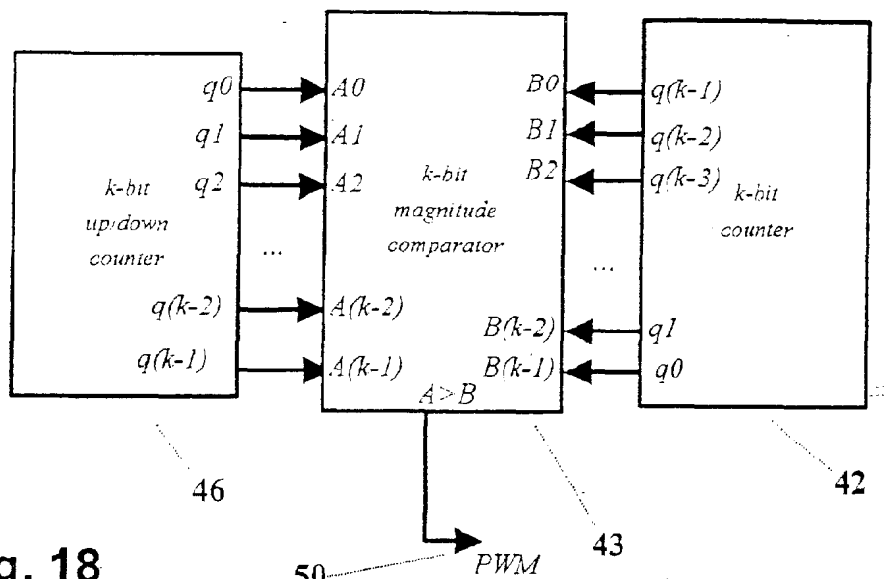 q0
q1
q2
k-bit
up/down
counter
...
q(k-2)
q(k-1)
A0
A1
A2
k-bit
magnitude
comparator
A(k-2)
A(k-1)
A>B
B0
B1
B2
B(k-2)
B(k-1)
q(k-1)
q(k-2)
q(k-3)
k-bit
counter
...
q1
q0
46
43
42
50
PWM
g. 18